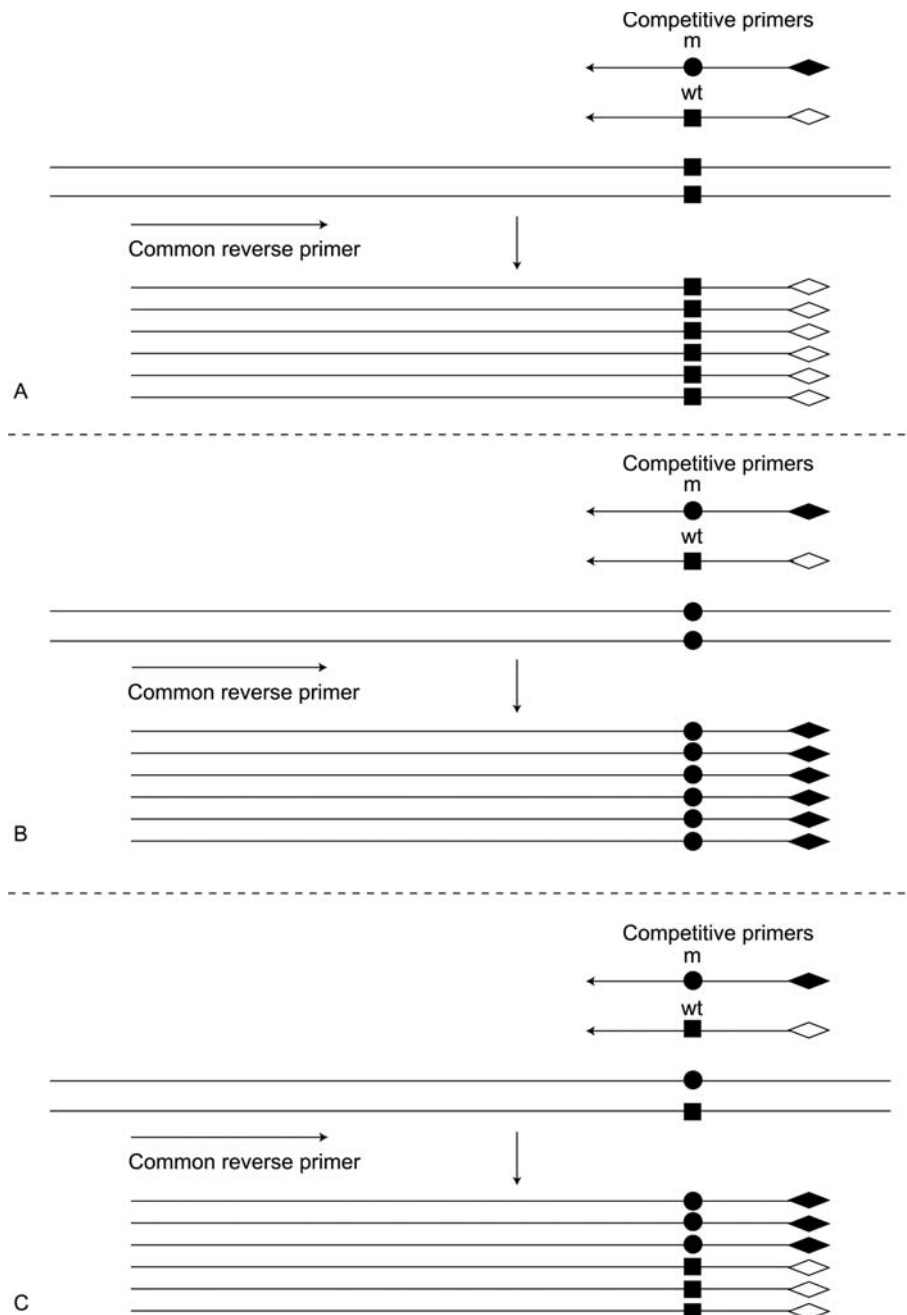 Competitive primers
m
wt
Common reverse primer
A
Competitive primers
m
wt
Common reverse primer
B
Competitive primers
m
wt
Common reverse primer
C